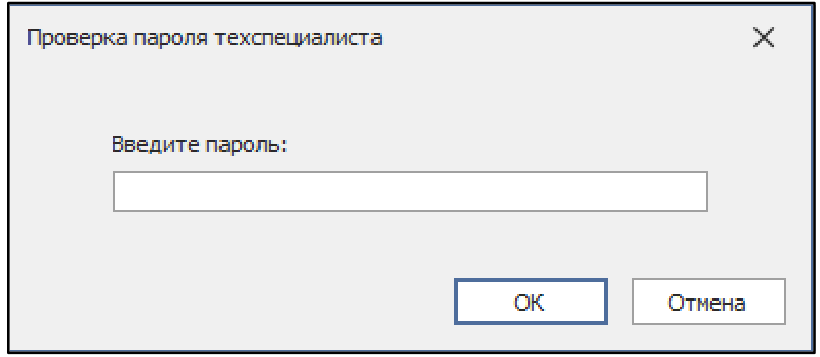 Проверка пароля техспециалиста
Введите пароль:
ОК
Отмена